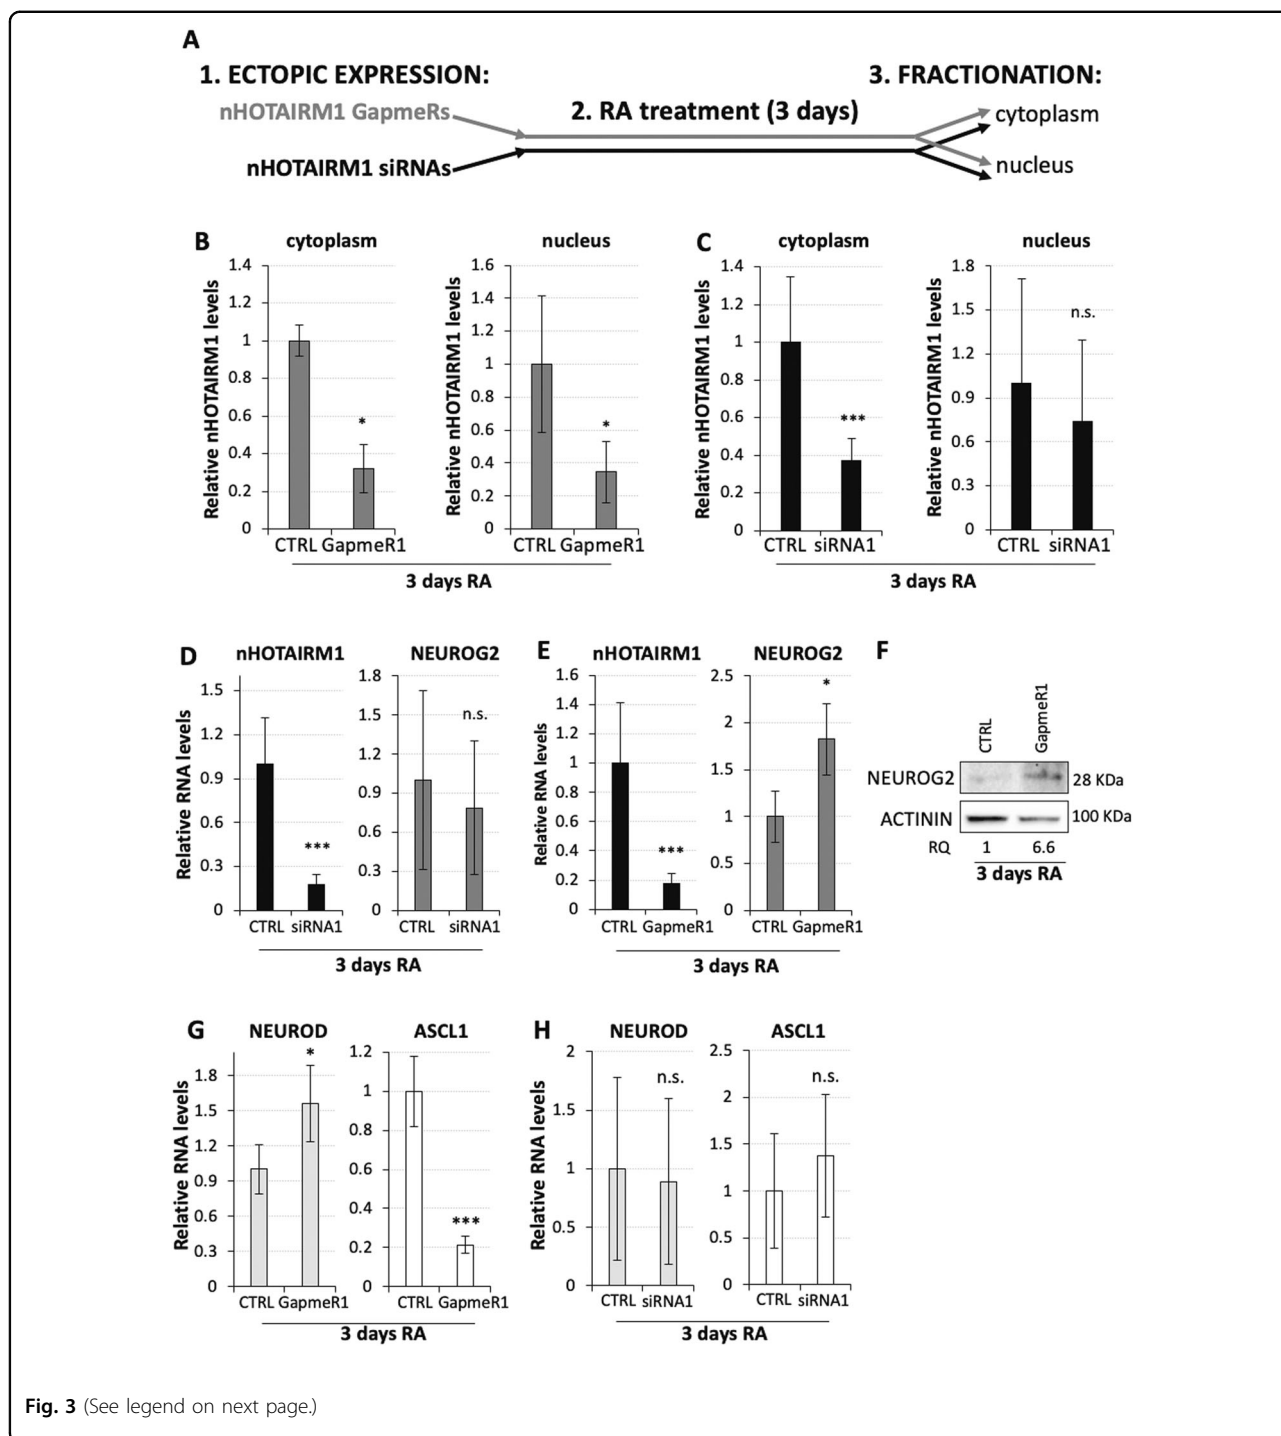 A
1. ECTOPIC EXPRESSION:
3. FRACTIONATION:
nHOTAIRM1 GapmeRs
2. RA treatment (3 days)
cytoplasm
nHOTAIRM1 siRNAs
nucleus
B
cytoplasm
Relative nHOTAIRM1 levels
1.4
1.2
1
0.8
0.6
0.4
0.2
0
*
CTRL GapmeR1
nucleus
Relative nHOTAIRM1 levels
1.6
1.4
1.2
1
0.8
0.6
0.4
0.2
0
*
CTRL GapmeR1
3 days RA
C
cytoplasm
Relative nHOTAIRM1 levels
1.4
1.2
1
0.8
0.6
0.4
0.2
0
***
CTRL siRNA1
nucleus
Relative nHOTAIRM1 levels
1.8
1.5
1.2
0.9
0.6
0.3
0
n.s.
CTRL siRNA1
3 days RA
D
nHOTAIRM1
Relative RNA levels
1.5
1.2
0.9
0.6
0.3
0
***
CTRL siRNA1
NEUROG2
1.8
1.5
1.2
0.9
0.6
0.3
0
n.s.
CTRL siRNA1
3 days RA
E
nHOTAIRM1
Relative RNA levels
1.6
1.4
1.2
1
0.8
0.6
0.4
0.2
0
***
CTRL GapmeR1
NEUROG2
2.5
2
1.5
1
0.5
0
*
CTRL GapmeR1
3 days RA
F
CTRL
GapmeR1
NEUROG2
28 KDa
ACTININ
100 KDa
RQ 1 6.6
3 days RA
G
NEUROD
Relative RNA levels
1.8
1.5
1.2
0.9
0.6
0.3
0
*
CTRL GapmeR1
ASCL1
1.2
1
0.8
0.6
0.4
0.2
0
***
CTRL GapmeR1
3 days RA
H
NEUROD
Relative RNA levels
2
1.5
1
0.5
0
n.s.
CTRL siRNA1
ASCL1
2.5
2
1.5
1
0.5
0
n.s.
CTRL siRNA1
3 days RA
Fig. 3 (See legend on next page.)